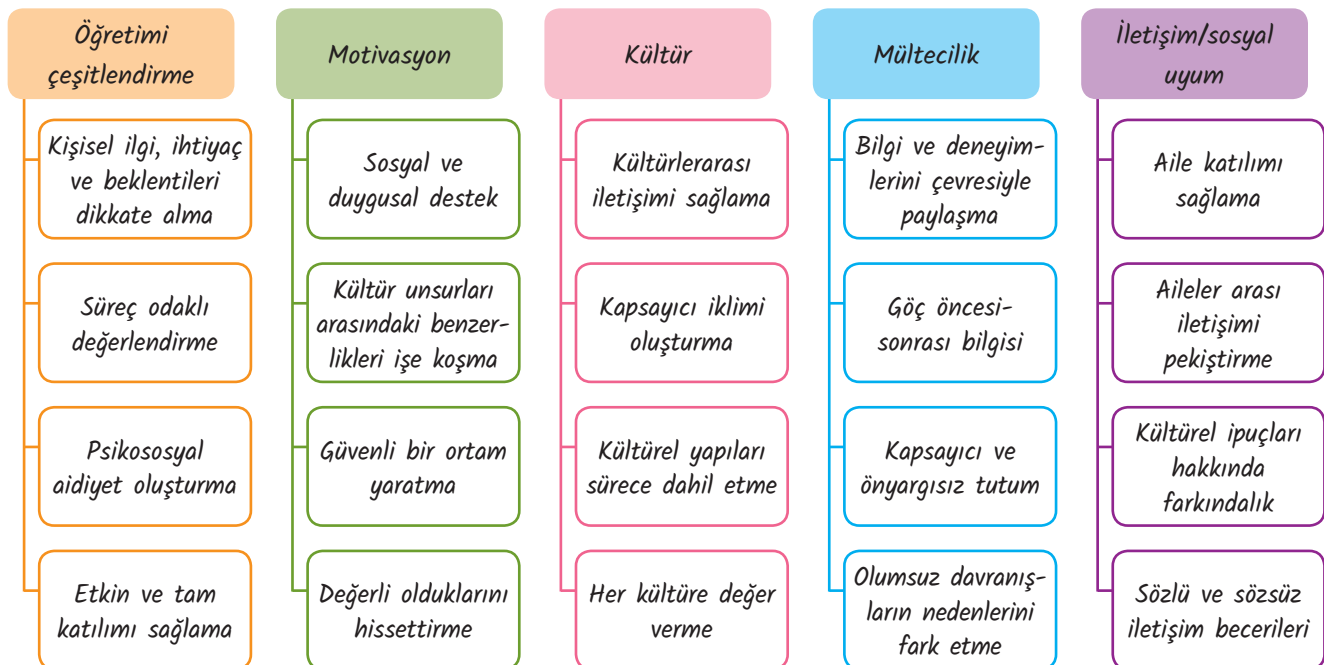 Öğretimi
çeşitlendirme
Kişisel ilgi, ihtiyaç
ve beklentileri
dikkate alma
Süreç odaklı
değerlendirme
Psikososyal
aidiyet oluşturma
Etkin ve tam
katılımı sağlama
Motivasyon
Sosyal ve
duygusal destek
Kültür unsurları
arasındaki benzer-
likleri işe koşma
Güvenli bir ortam
yaratma
Değerli olduklarını
hissettirme
Kültür
Kültürlerarası
iletişimi sağlama
Kapsayıcı iklimi
oluşturma
Kültürel yapıları
sürece dahil etme
Her kültüre değer
verme
Mültecilik
Bilgi ve deneyim-
lerini çevresiyle
paylaşma
Göç öncesi-
sonrası bilgisi
Kapsayıcı ve
önyargısız tutum
Olumsuz davranış-
ların nedenlerini
fark etme
İletişim/sosyal
uyum
Aile katılımı
sağlama
Aileler arası
iletişimi
pekiştirme
Kültürel ipuçları
hakkında
farkındalık
Sözlü ve sözsüz
iletişim becerileri